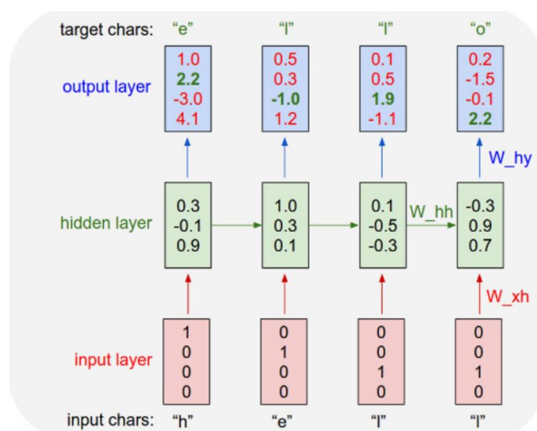 target chars: "e" "l" "l" "o"
output layer
1.0 0.5 0.1 0.2
2.2 0.3 0.5 -1.5
-3.0 -1.0 1.9 -0.1
4.1 1.2 -1.1 2.2
W_hy
hidden layer
0.3 1.0 0.1 -0.3
-0.1 0.3 -0.5 0.9
0.9 0.1 -0.3 0.7
W_hh
W_xh
input layer
1 0 0 0
0 1 0 0
0 0 1 1
0 0 0 0
input chars: "h" "e" "l" "l"